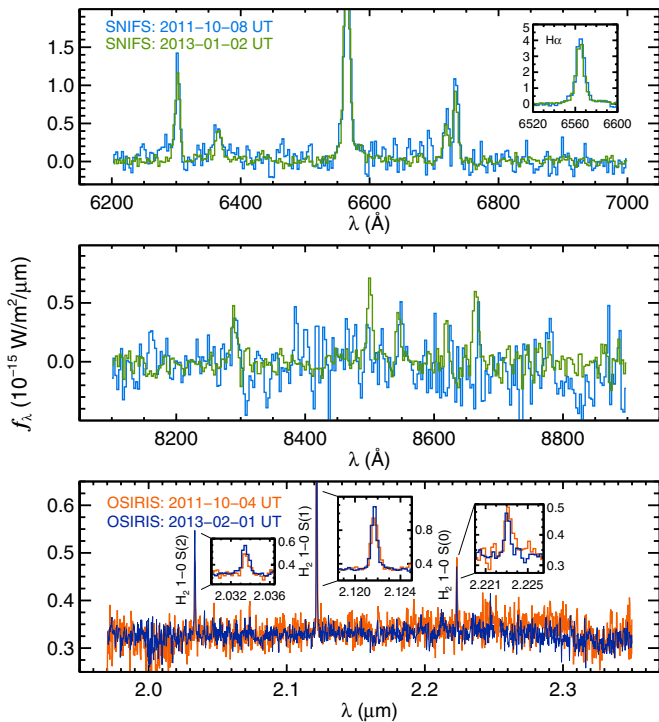 SNIFS: 2011-10-08 UT
SNIFS: 2013-01-02 UT
Hα
5
4
3
2
1
0
6520 6560 6600
1.5
1.0
0.5
0.0
6200 6400 6600 6800 7000
λ (Å)
0.5
0.0
8200 8400 8600 8800
λ (Å)
fλ (10⁻¹⁵ W/m²/μm)
OSIRIS: 2011-10-04 UT
OSIRIS: 2013-02-01 UT
H₂ 1-0 S(2)
0.6
0.4
2.032 2.036
H₂ 1-0 S(1)
0.8
0.4
2.120 2.124
H₂ 1-0 S(0)
0.5
0.4
0.3
2.221 2.225
0.6
0.5
0.4
0.3
2.0 2.1 2.2 2.3
λ (μm)